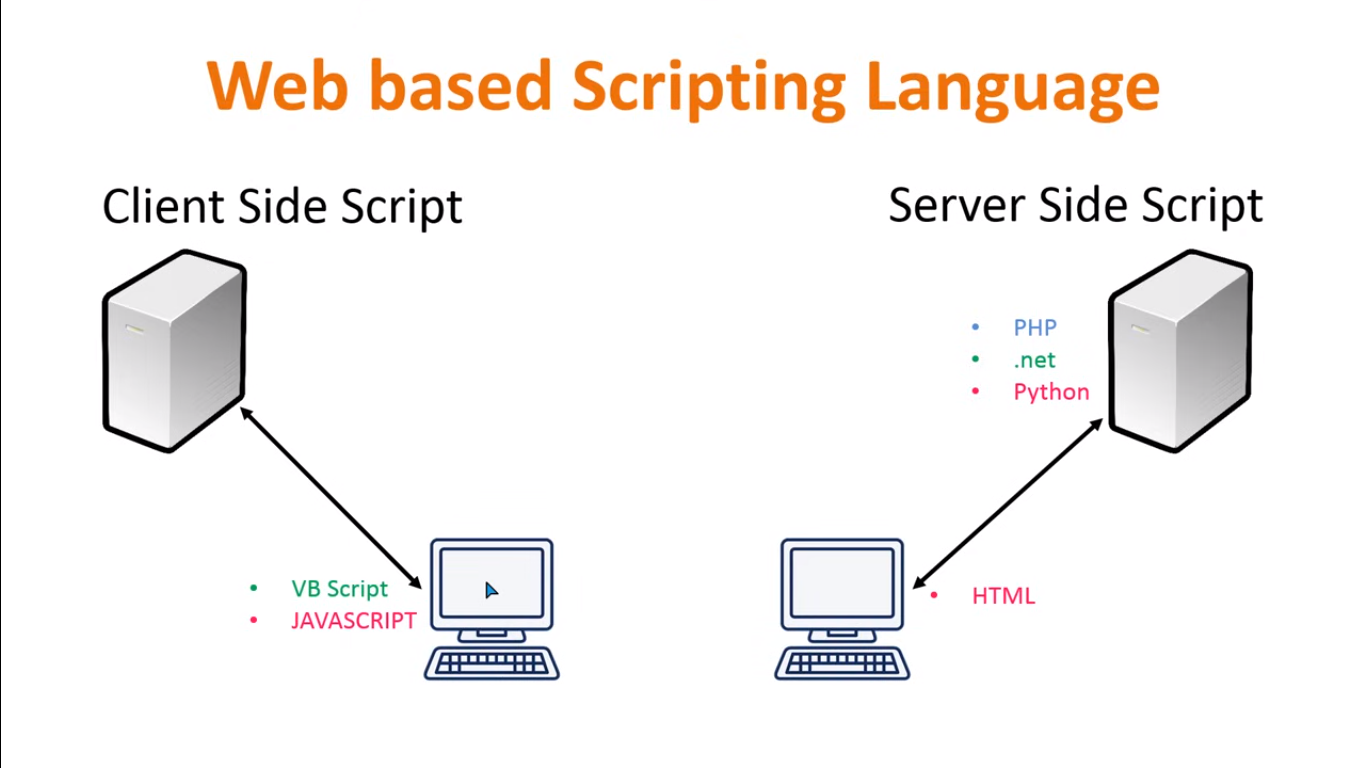 Web based Scripting Language
Client Side Script
Server Side Script
• PHP
• .net
• Python
• VB Script
• JAVASCRIPT
• HTML